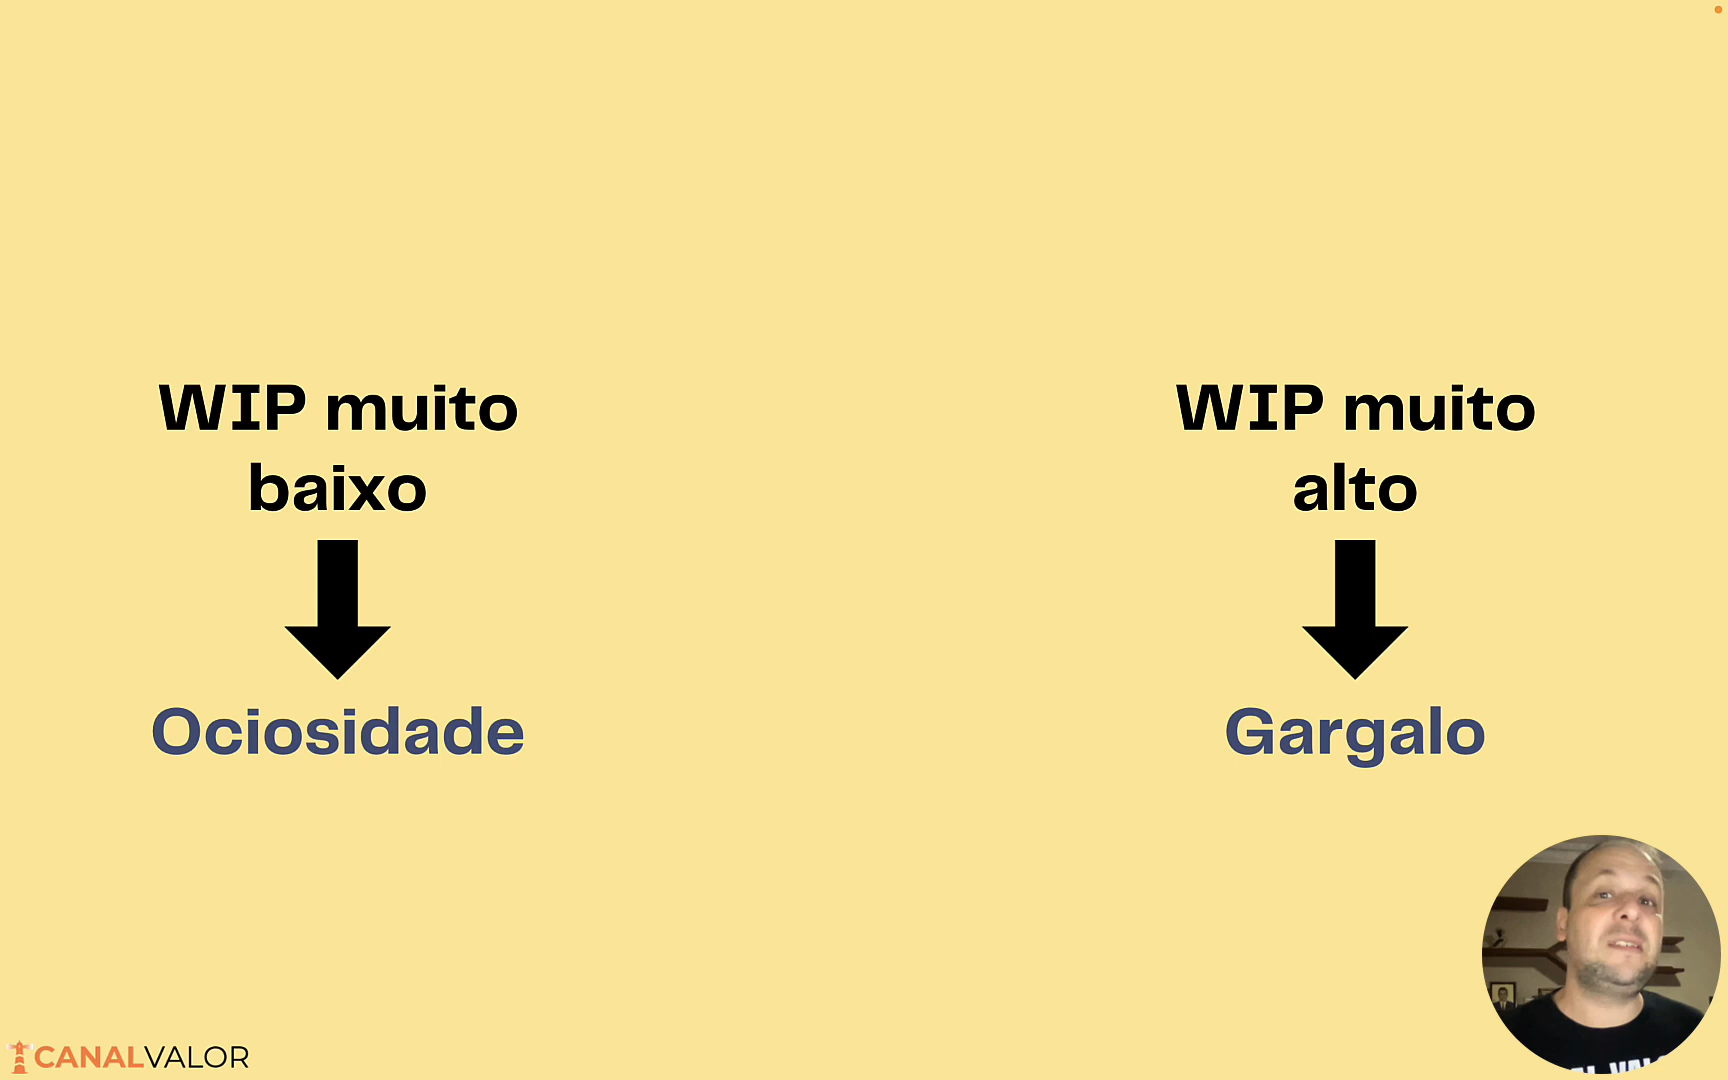 WIP muito
baixo
Ociosidade
WIP muito
alto
Gargalo
CANALVALOR